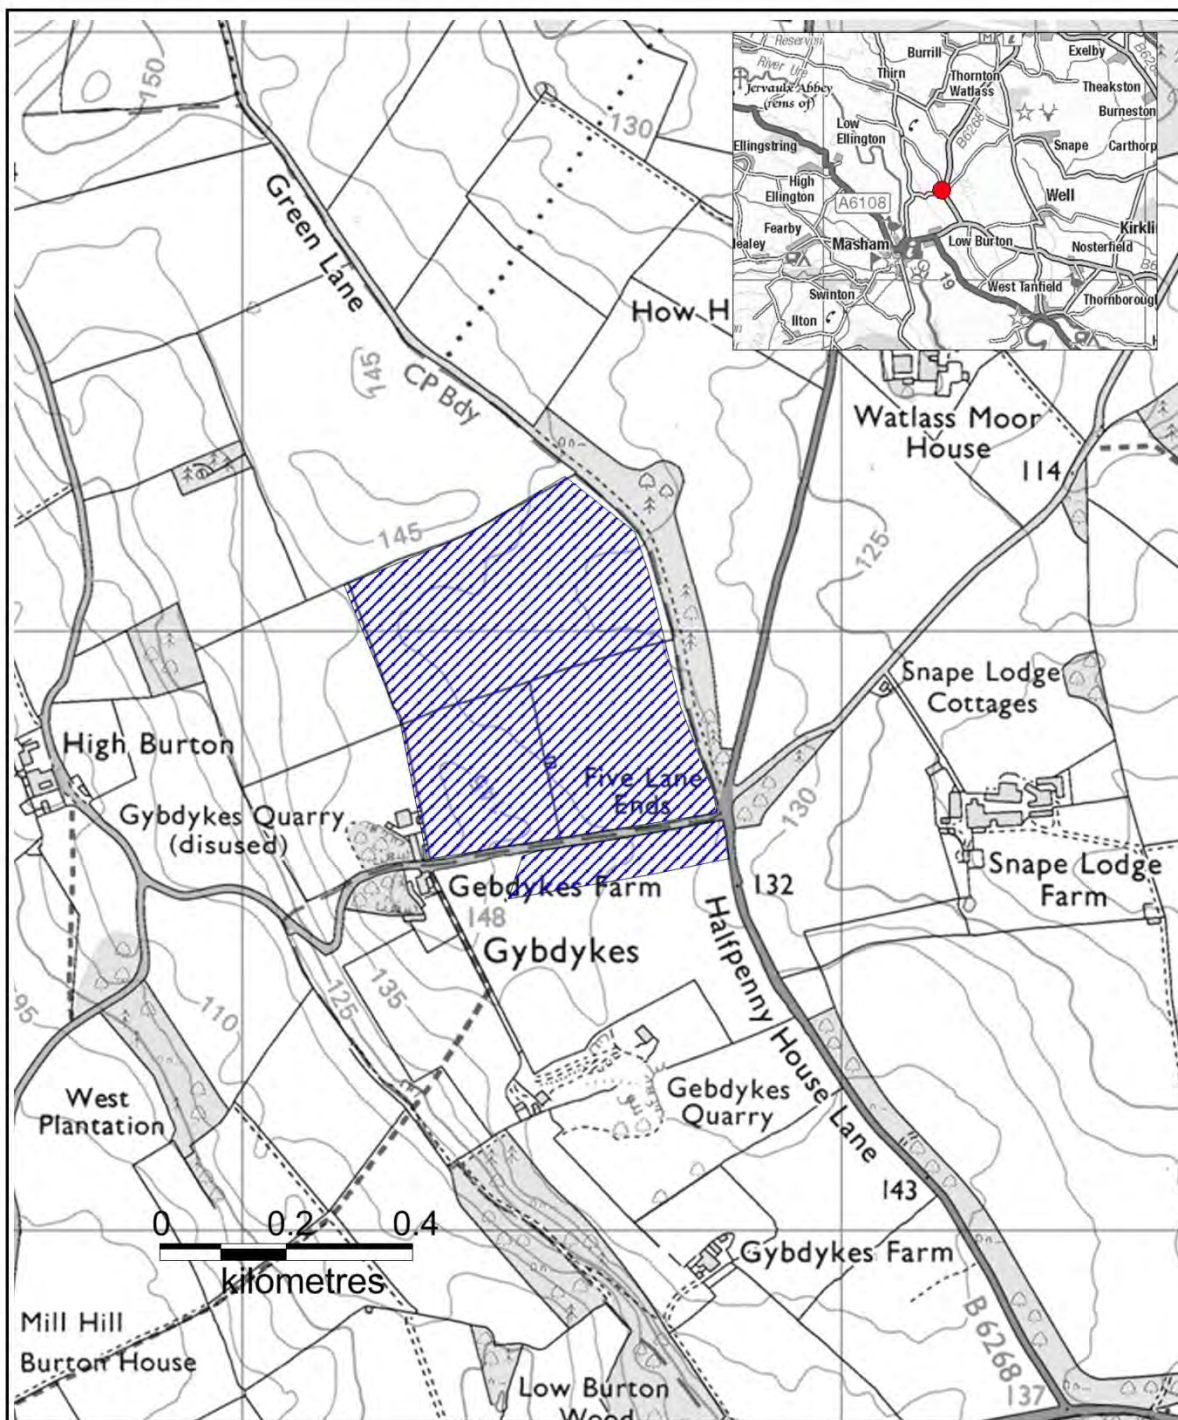 150
Green Lane
130
145
CP Bdy
How H
Reservoir
River Ure
Jervaulx Abbey
(rems of)
Burrill
M
i
Exelby
Thirn
Thornton
Watlass
Theakston
Burneston
B6268
Low
Ellington
Ellingstring
Snape
Carthorp
High
Ellington
A6108
Well
Fearby
Kirkli
Healey
Masham
Low Burton
Nosterfield
19
West Tanfield
Swinton
Thornborough
Ilton
Watlass Moor
House
114
145
125
Snape Lodge
Cottages
High Burton
Five Lane
Ends
130
Gybdykes Quarry
(disused)
Snape Lodge
Farm
Gebdykes Farm
132
148
Gybdykes
Halfpenny House Lane
135
125
110
95
West
Plantation
Gebdykes
Quarry
143
0 0.2 0.4
kilometres
Gybdykes Farm
Mill Hill
Burton House
B 6268
137
Low Burton
Wood